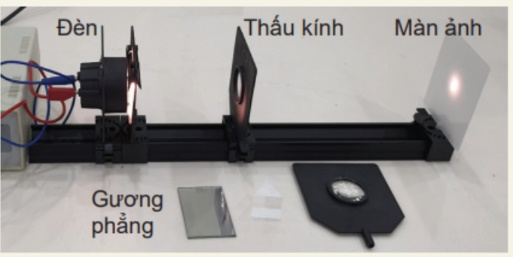 Đèn
Thấu kính
Màn ảnh
Gương
phẳng